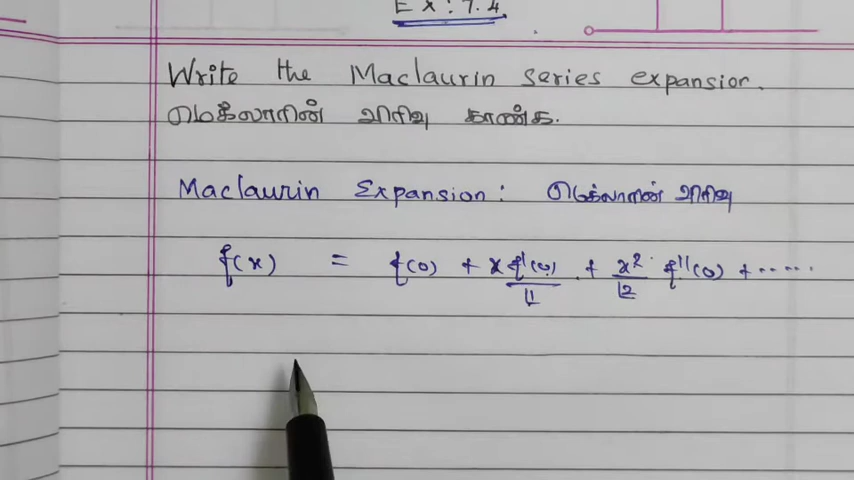 Ex : 7.4
Write the Maclaurin series expansion.
மெக்லாரின் விரிவு காண்க.
Maclaurin Expansion : மெக்லாரின் விரிவு
f(x) = f(0) + x f'(0)/⌊1 + x²/⌊2 f''(0) + ......